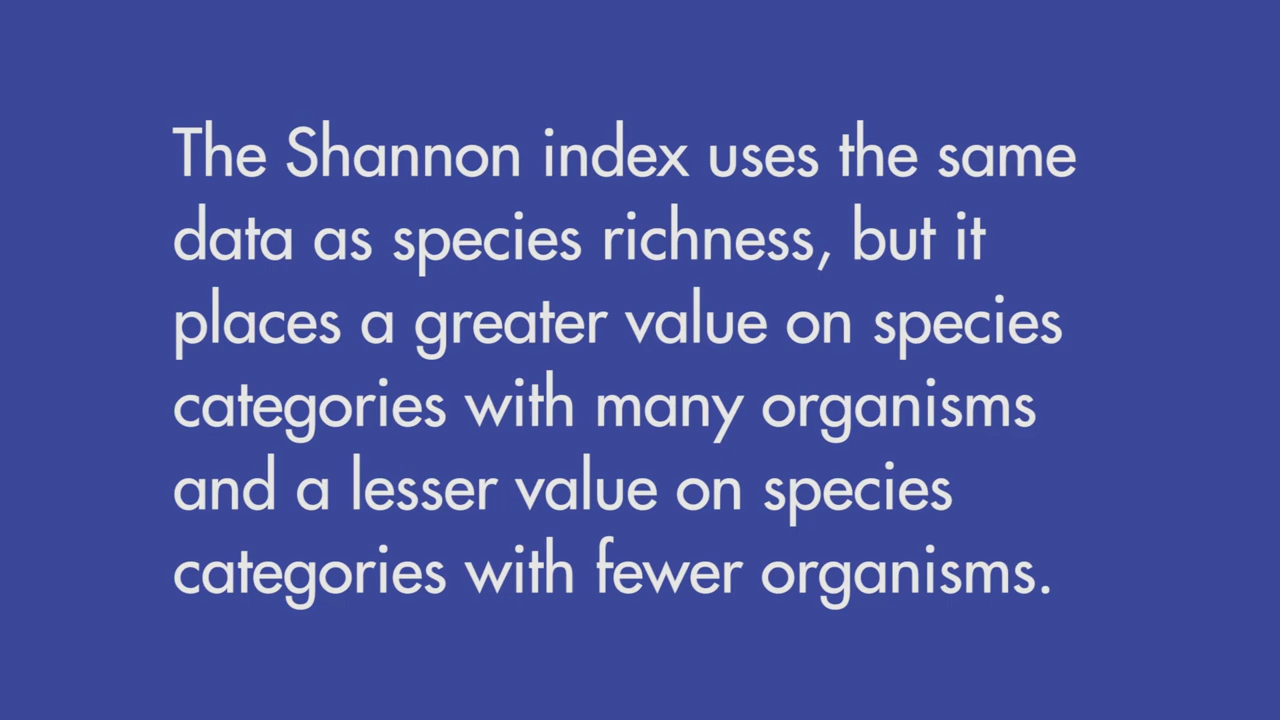 The Shannon index uses the same
data as species richness, but it
places a greater value on species
categories with many organisms
and a lesser value on species
categories with fewer organisms.